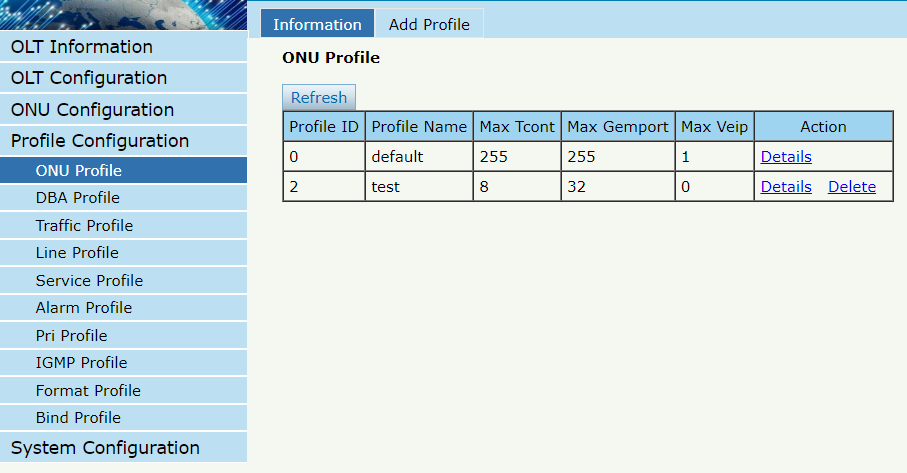 Information Add Profile
OLT Information
OLT Configuration
ONU Configuration
Profile Configuration
ONU Profile
DBA Profile
Traffic Profile
Line Profile
Service Profile
Alarm Profile
Pri Profile
IGMP Profile
Format Profile
Bind Profile
System Configuration
ONU Profile
Refresh
Profile ID Profile Name Max Tcont Max Gemport Max Veip Action
0 default 255 255 1 Details
2 test 8 32 0 Details Delete